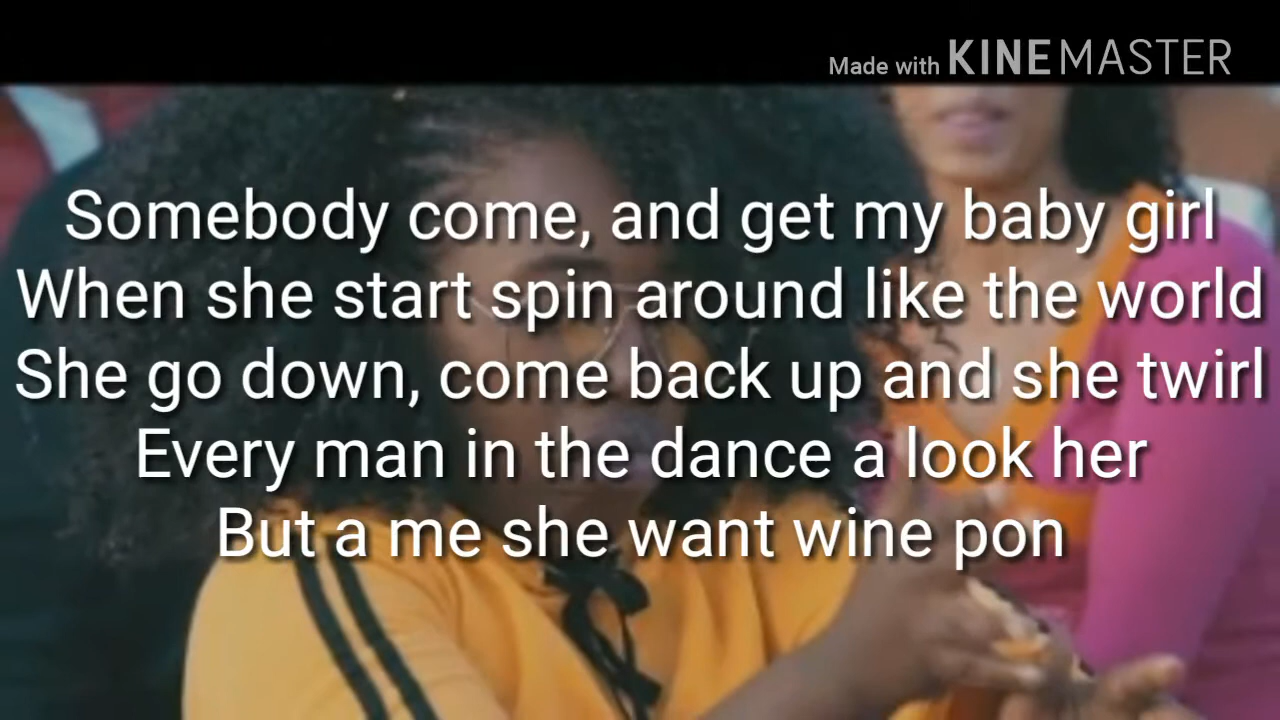 Made with KINEMASTER
Somebody come, and get my baby girl
When she start spin around like the world
She go down, come back up and she twirl
Every man in the dance a look her
But a me she want wine pon